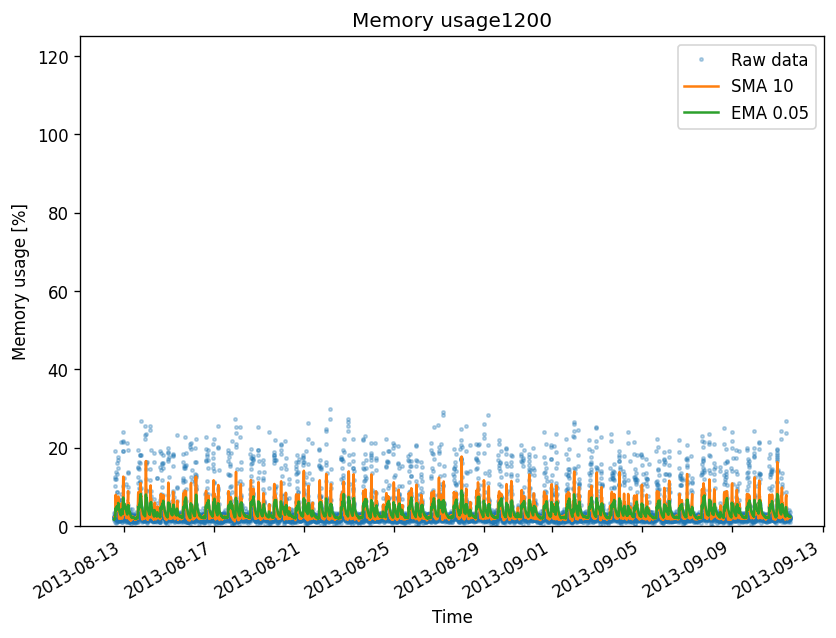 Memory usage1200
Raw data
SMA 10
EMA 0.05
120
100
80
60
40
20
0
Memory usage [%]
2013-08-13
2013-08-17
2013-08-21
2013-08-25
2013-08-29
2013-09-01
2013-09-05
2013-09-09
2013-09-13
Time